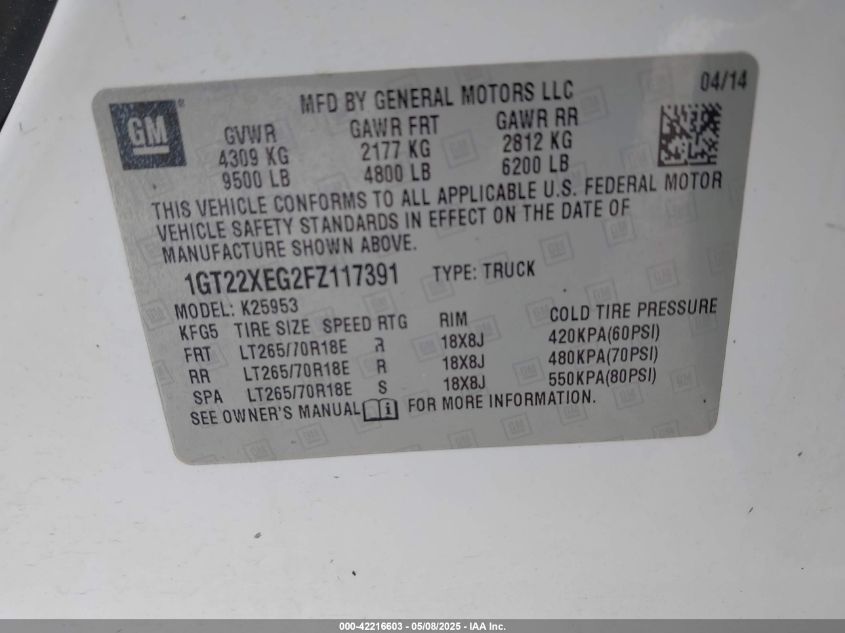 GM ®
MFD BY GENERAL MOTORS LLC 04/14
GVWR GAWR FRT GAWR RR
4309 KG 2177 KG 2812 KG
9500 LB 4800 LB 6200 LB
THIS VEHICLE CONFORMS TO ALL APPLICABLE U.S. FEDERAL MOTOR
VEHICLE SAFETY STANDARDS IN EFFECT ON THE DATE OF
MANUFACTURE SHOWN ABOVE.
1GT22XEG2FZ117391 TYPE: TRUCK
MODEL: K25953
KFG5 TIRE SIZE SPEED RTG RIM COLD TIRE PRESSURE
FRT LT265/70R18E R 18X8J 420KPA(60PSI)
RR LT265/70R18E R 18X8J 480KPA(70PSI)
SPA LT265/70R18E S 18X8J 550KPA(80PSI)
SEE OWNER'S MANUAL i FOR MORE INFORMATION.
000-42216603 - 05/08/2025 - IAA Inc.